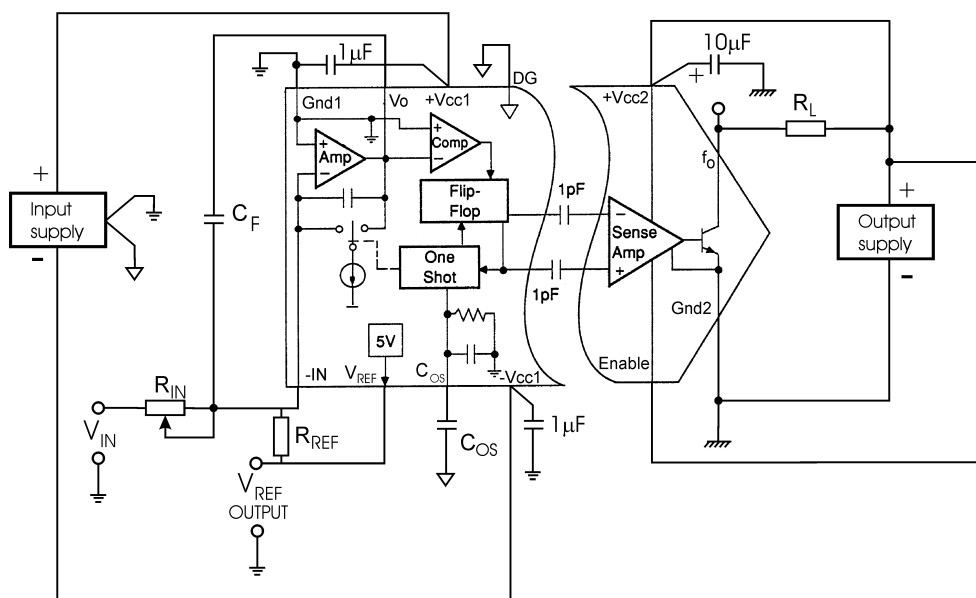 1μF
10μF
DG
Gnd1
Vo
+Vcc1
+Vcc2
+
RL
+
Amp
−
+
Comp
−
fo
+
Input
supply
-
CF
Flip-
Flop
1pF
−
Sense
Amp
+
+
Output
supply
-
One
Shot
1pF
Gnd2
5V
Enable
-IN
VREF
COS
-Vcc1
RIN
VIN
RREF
COS
1μF
VREF
OUTPUT